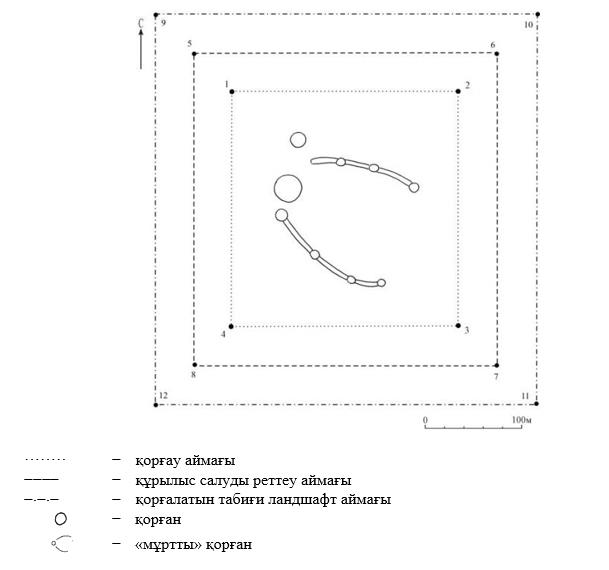 С 9 10
5 6
1 2
4 3
8 7
12 11
0 100м
........ – қорғау аймағы
–––– – құрылыс салуды реттеу аймағы
–·–·– – қорғалатын табиғи ландшафт аймағы
– қорған
– «мұртты» қорған